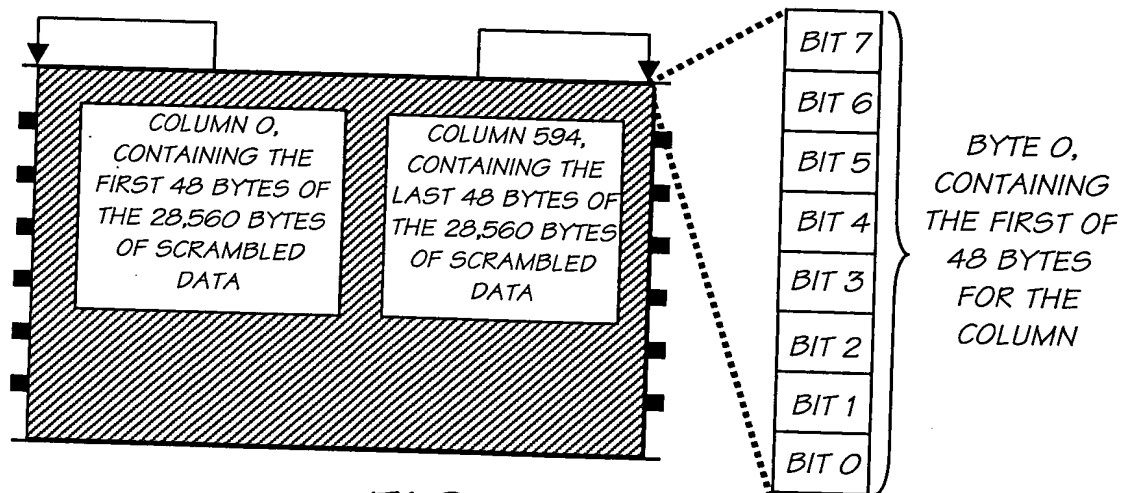 COLUMN 0,
CONTAINING THE
FIRST 48 BYTES OF
THE 28,560 BYTES
OF SCRAMBLED
DATA
COLUMN 594,
CONTAINING THE
LAST 48 BYTES OF
THE 28,560 BYTES
OF SCRAMBLED
DATA
BIT 7
BIT 6
BIT 5
BIT 4
BIT 3
BIT 2
BIT 1
BIT 0
BYTE 0,
CONTAINING
THE FIRST OF
48 BYTES
FOR THE
COLUMN